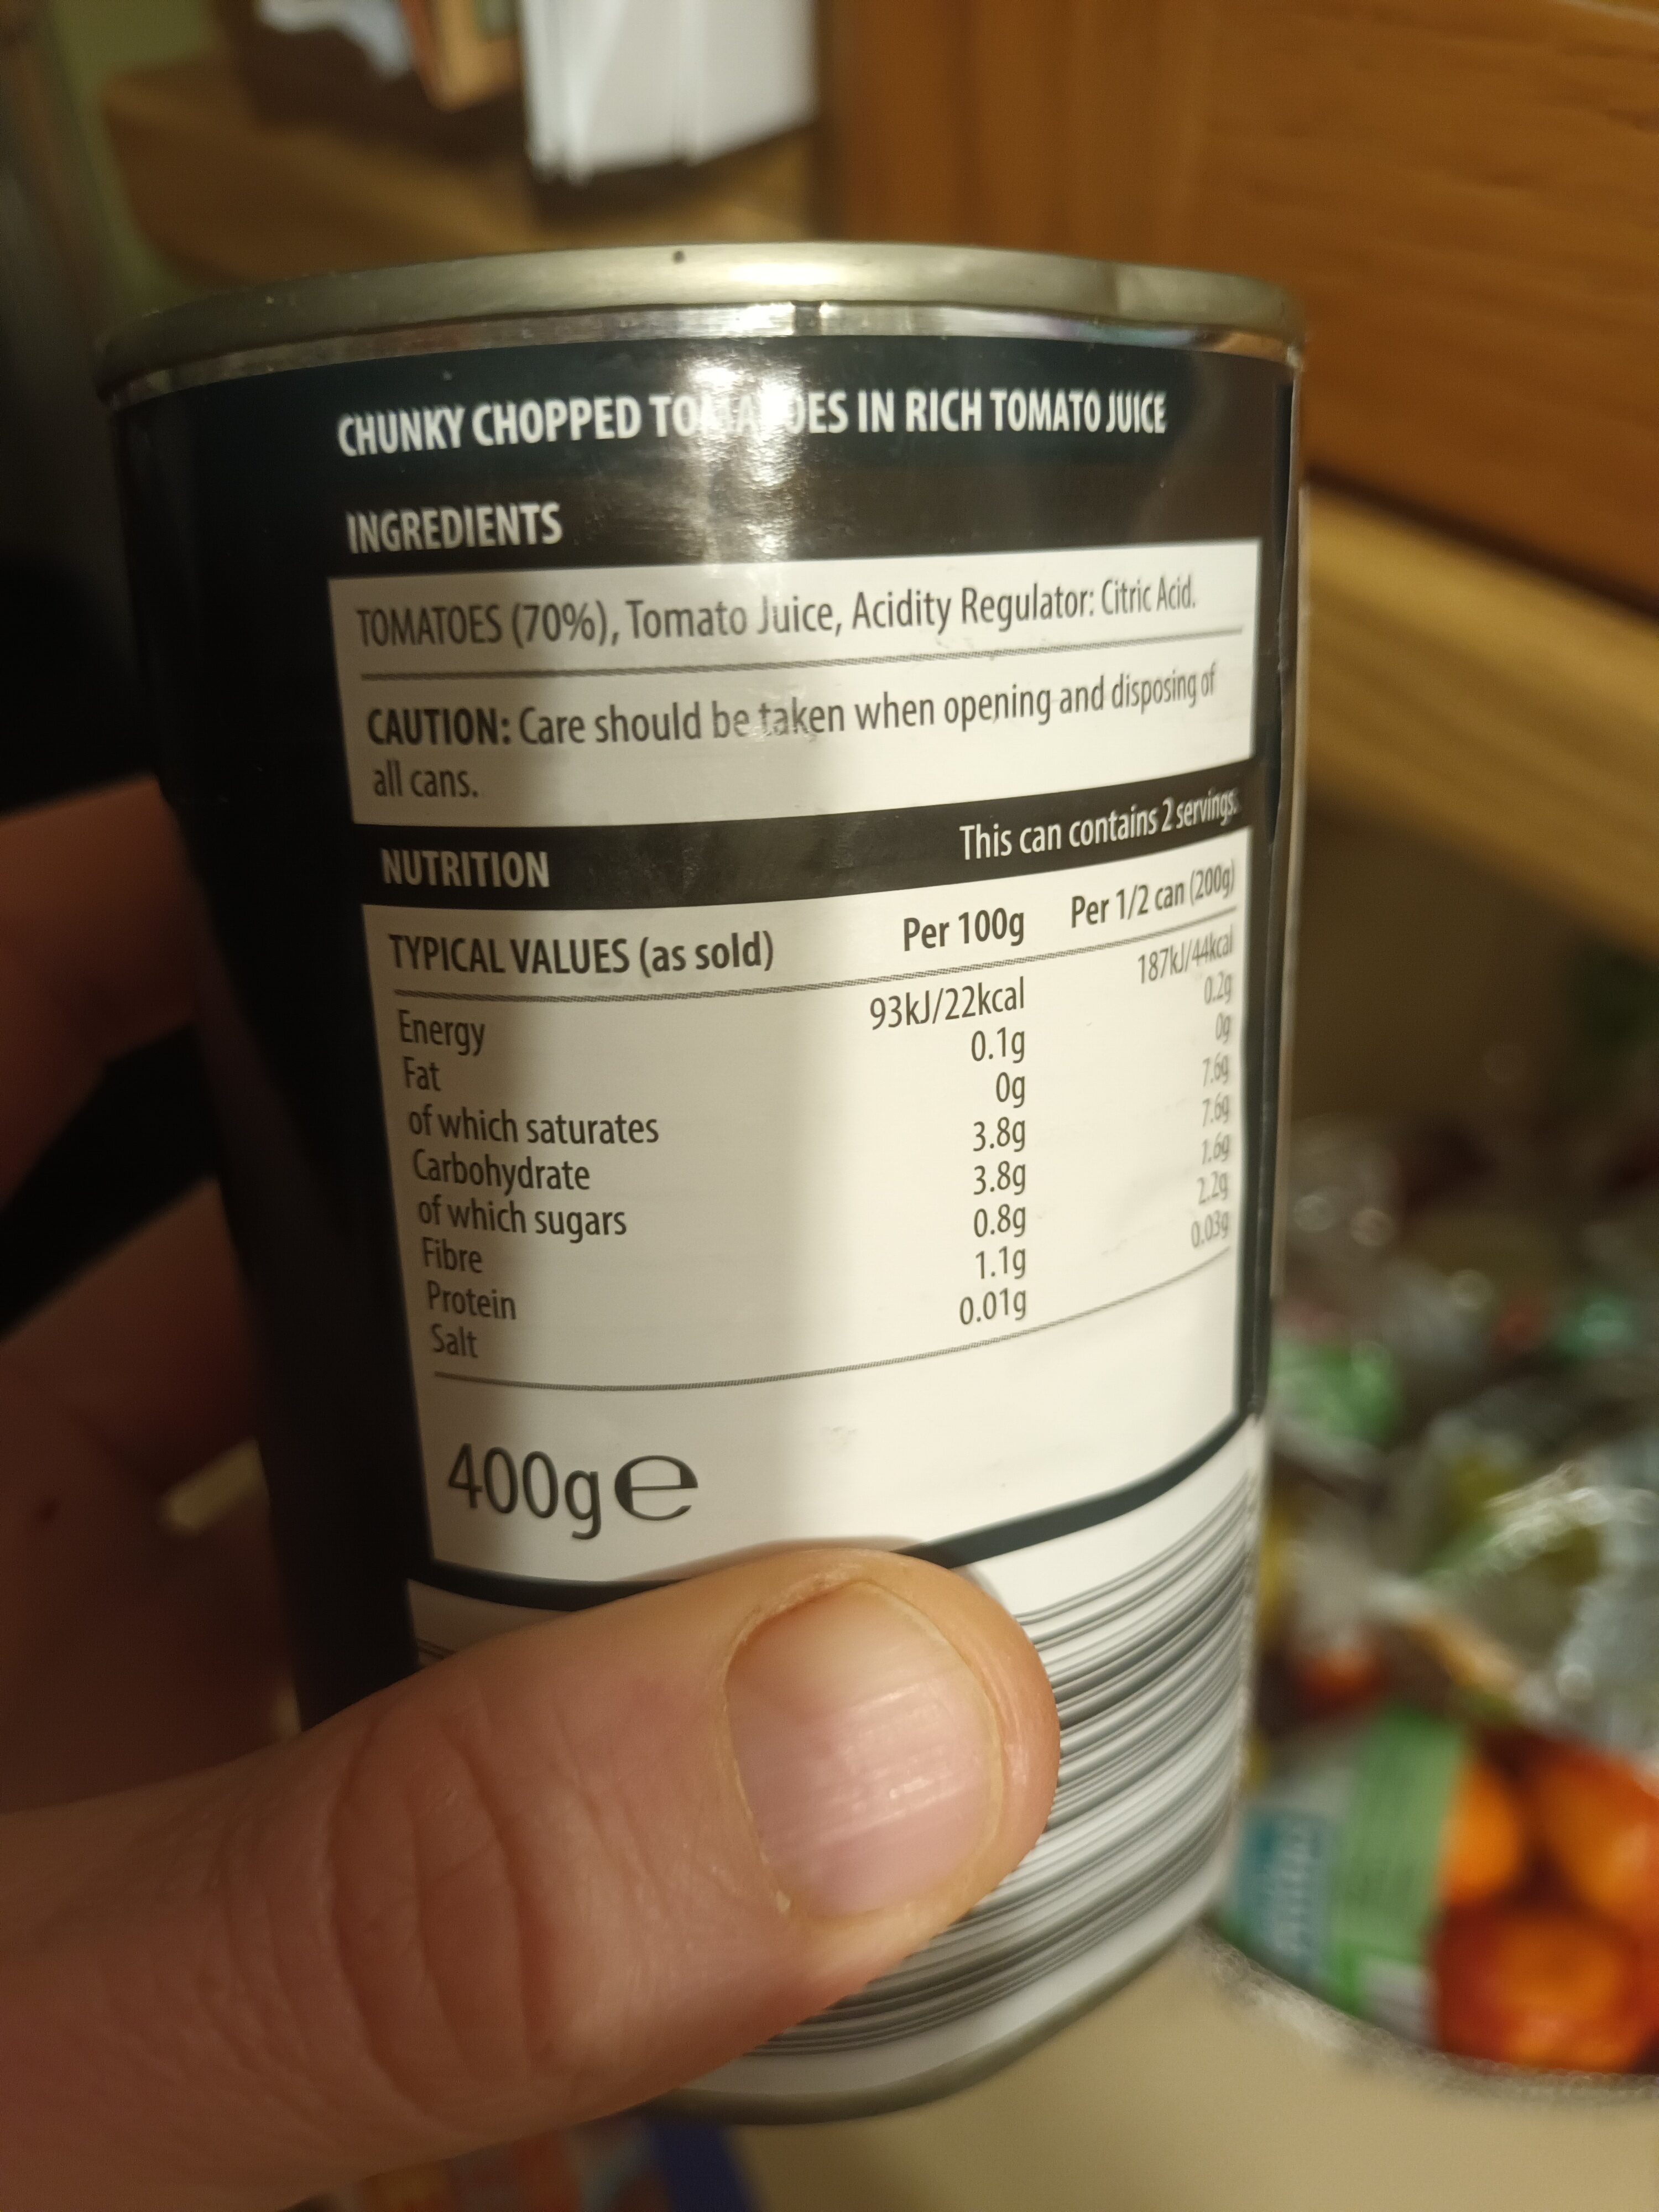 CHUNKY CHOPPED TOMATOES IN RICH TOMATO JUICE
INGREDIENTS
TOMATOES (70%), Tomato Juice, Acidity Regulator: Citric Acid.
CAUTION: Care should be taken when opening and disposing of
all cans.
NUTRITION This can contains 2 servings.
TYPICAL VALUES (as sold) Per 100g Per 1/2 can (200g)
Energy 93kJ/22kcal 187kJ/44kcal
Fat 0.1g 0.2g
of which saturates 0g 0g
Carbohydrate 3.8g 7.6g
of which sugars 3.8g 7.6g
Fibre 0.8g 1.6g
Protein 1.1g 2.2g
Salt 0.01g 0.03g
400g e